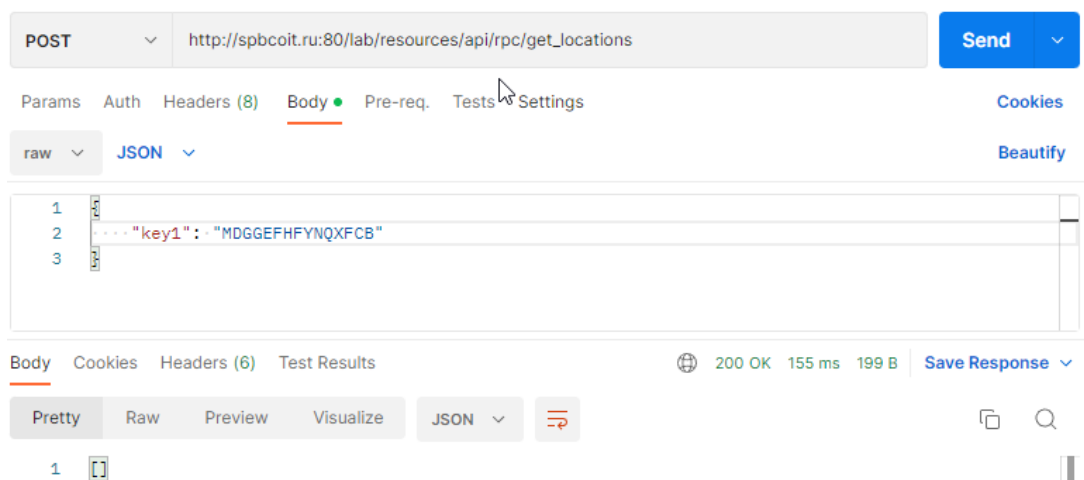 POST http://spbcoit.ru:80/lab/resources/api/rpc/get_locations Send
Params Auth Headers (8) Body Pre-req. Tests Settings Cookies
raw JSON Beautify
1 {
2 "key1": "MDGGEFHFYNQXFCB"
3 }
Body Cookies Headers (6) Test Results 200 OK 155 ms 199 B Save Response
Pretty Raw Preview Visualize JSON
1 []